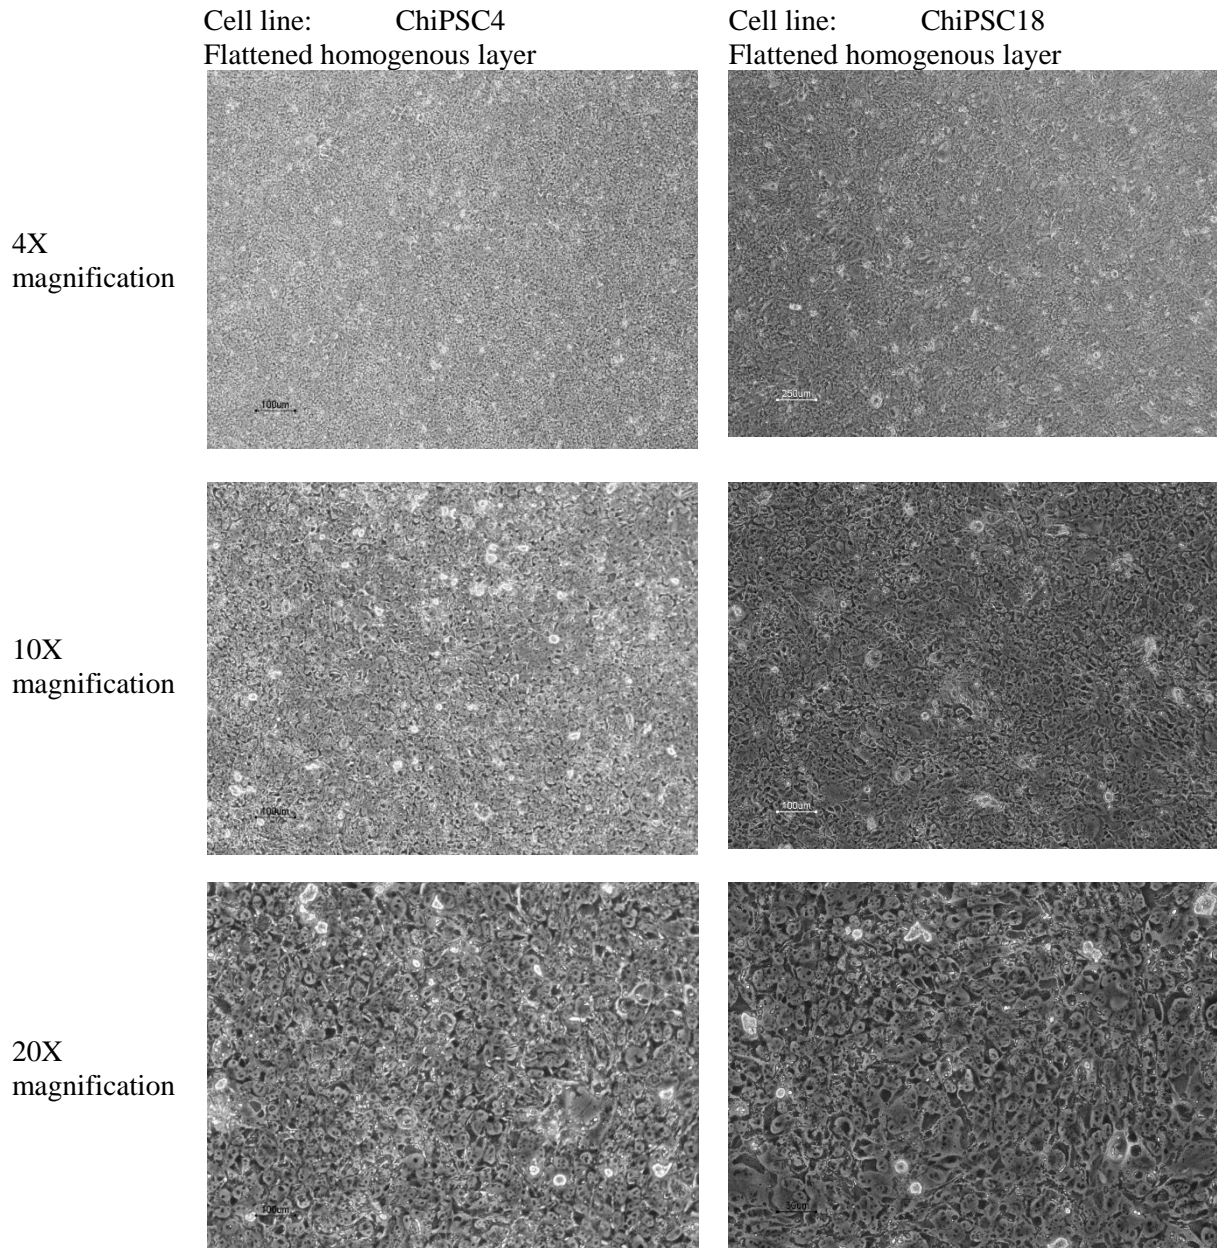 Cell line: ChiPSC4
Flattened homogenous layer
Cell line: ChiPSC18
Flattened homogenous layer
4X
magnification
100um
250um
10X
magnification
100um
100um
20X
magnification
100um